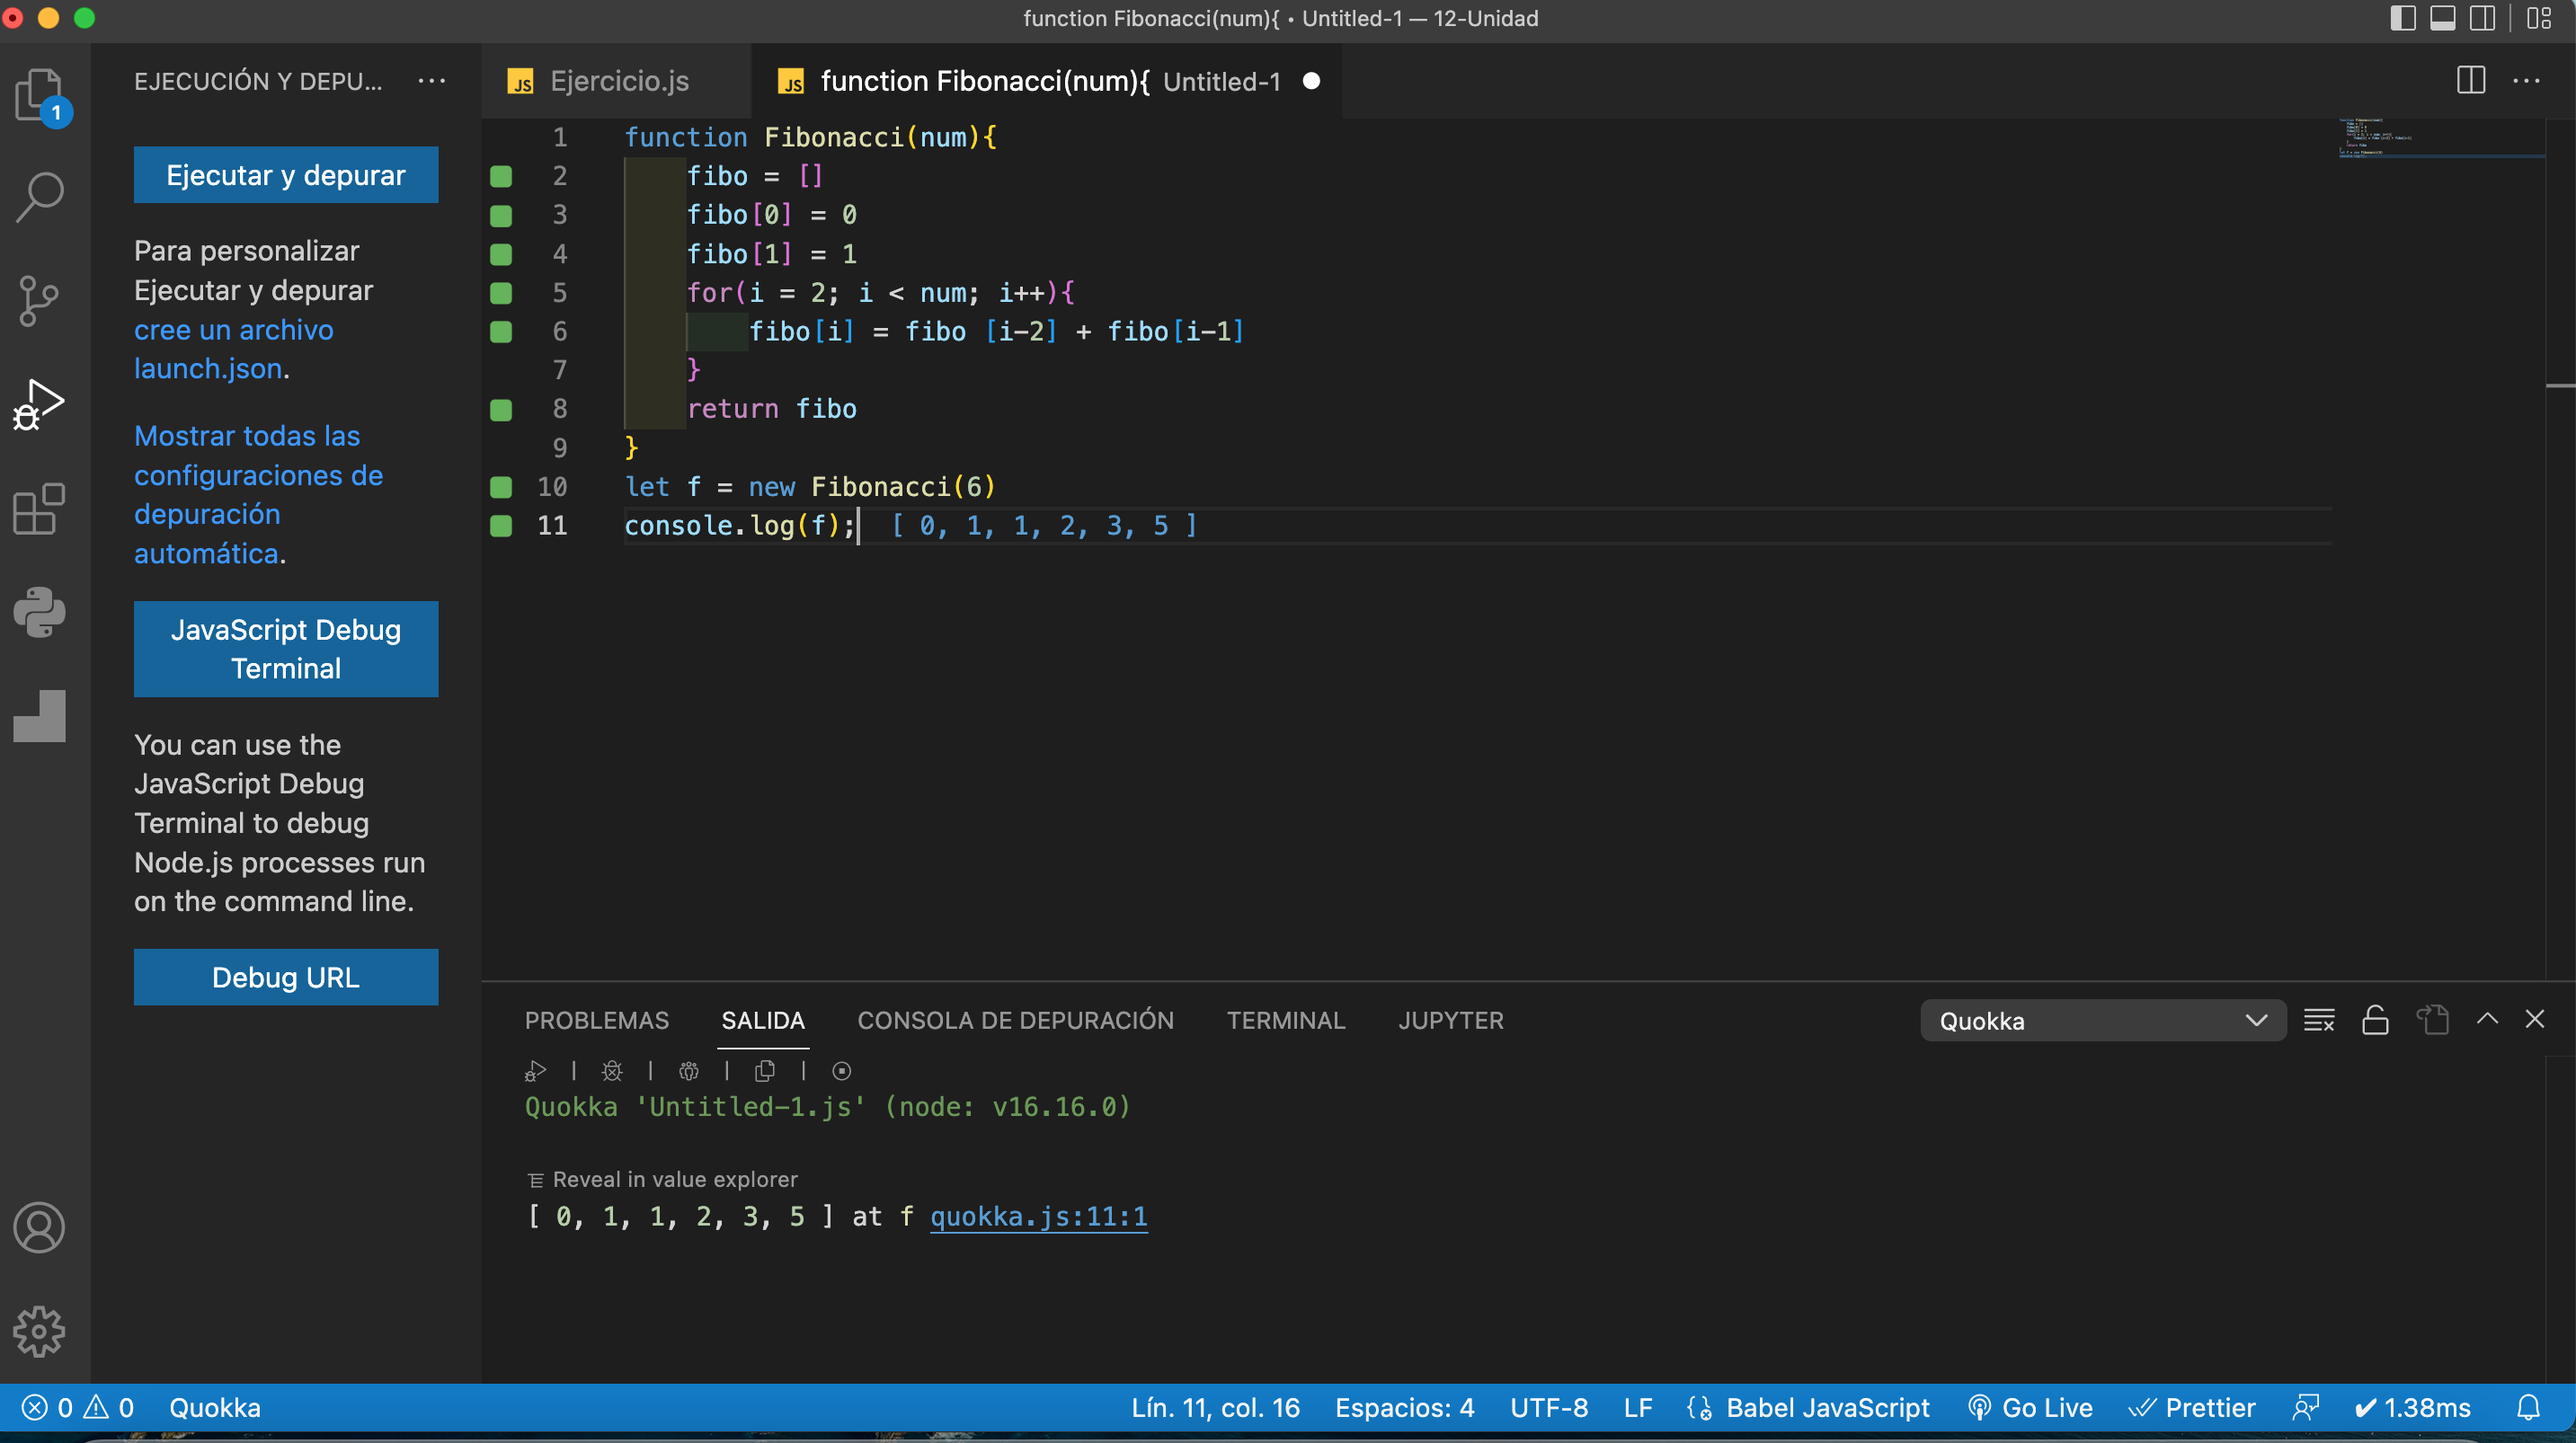 function Fibonacci(num){ • Untitled-1 — 12-Unidad
EJECUCIÓN Y DEPU... ...
1
Ejecutar y depurar
Para personalizar
Ejecutar y depurar
cree un archivo
launch.json.
Mostrar todas las
configuraciones de
depuración
automática.
JavaScript Debug
Terminal
You can use the
JavaScript Debug
Terminal to debug
Node.js processes run
on the command line.
Debug URL
JS Ejercicio.js
JS function Fibonacci(num){ Untitled-1
1 function Fibonacci(num){
2     fibo = []
3     fibo[0] = 0
4     fibo[1] = 1
5     for(i = 2; i < num; i++){
6         fibo[i] = fibo [i-2] + fibo[i-1]
7     }
8     return fibo
9 }
10 let f = new Fibonacci(6)
11 console.log(f); [ 0, 1, 1, 2, 3, 5 ]
PROBLEMAS SALIDA CONSOLA DE DEPURACIÓN TERMINAL JUPYTER
Quokka
Quokka 'Untitled-1.js' (node: v16.16.0)
Reveal in value explorer
[ 0, 1, 1, 2, 3, 5 ] at f quokka.js:11:1
0 0 Quokka
Lín. 11, col. 16 Espacios: 4 UTF-8 LF Babel JavaScript Go Live Prettier 1.38ms